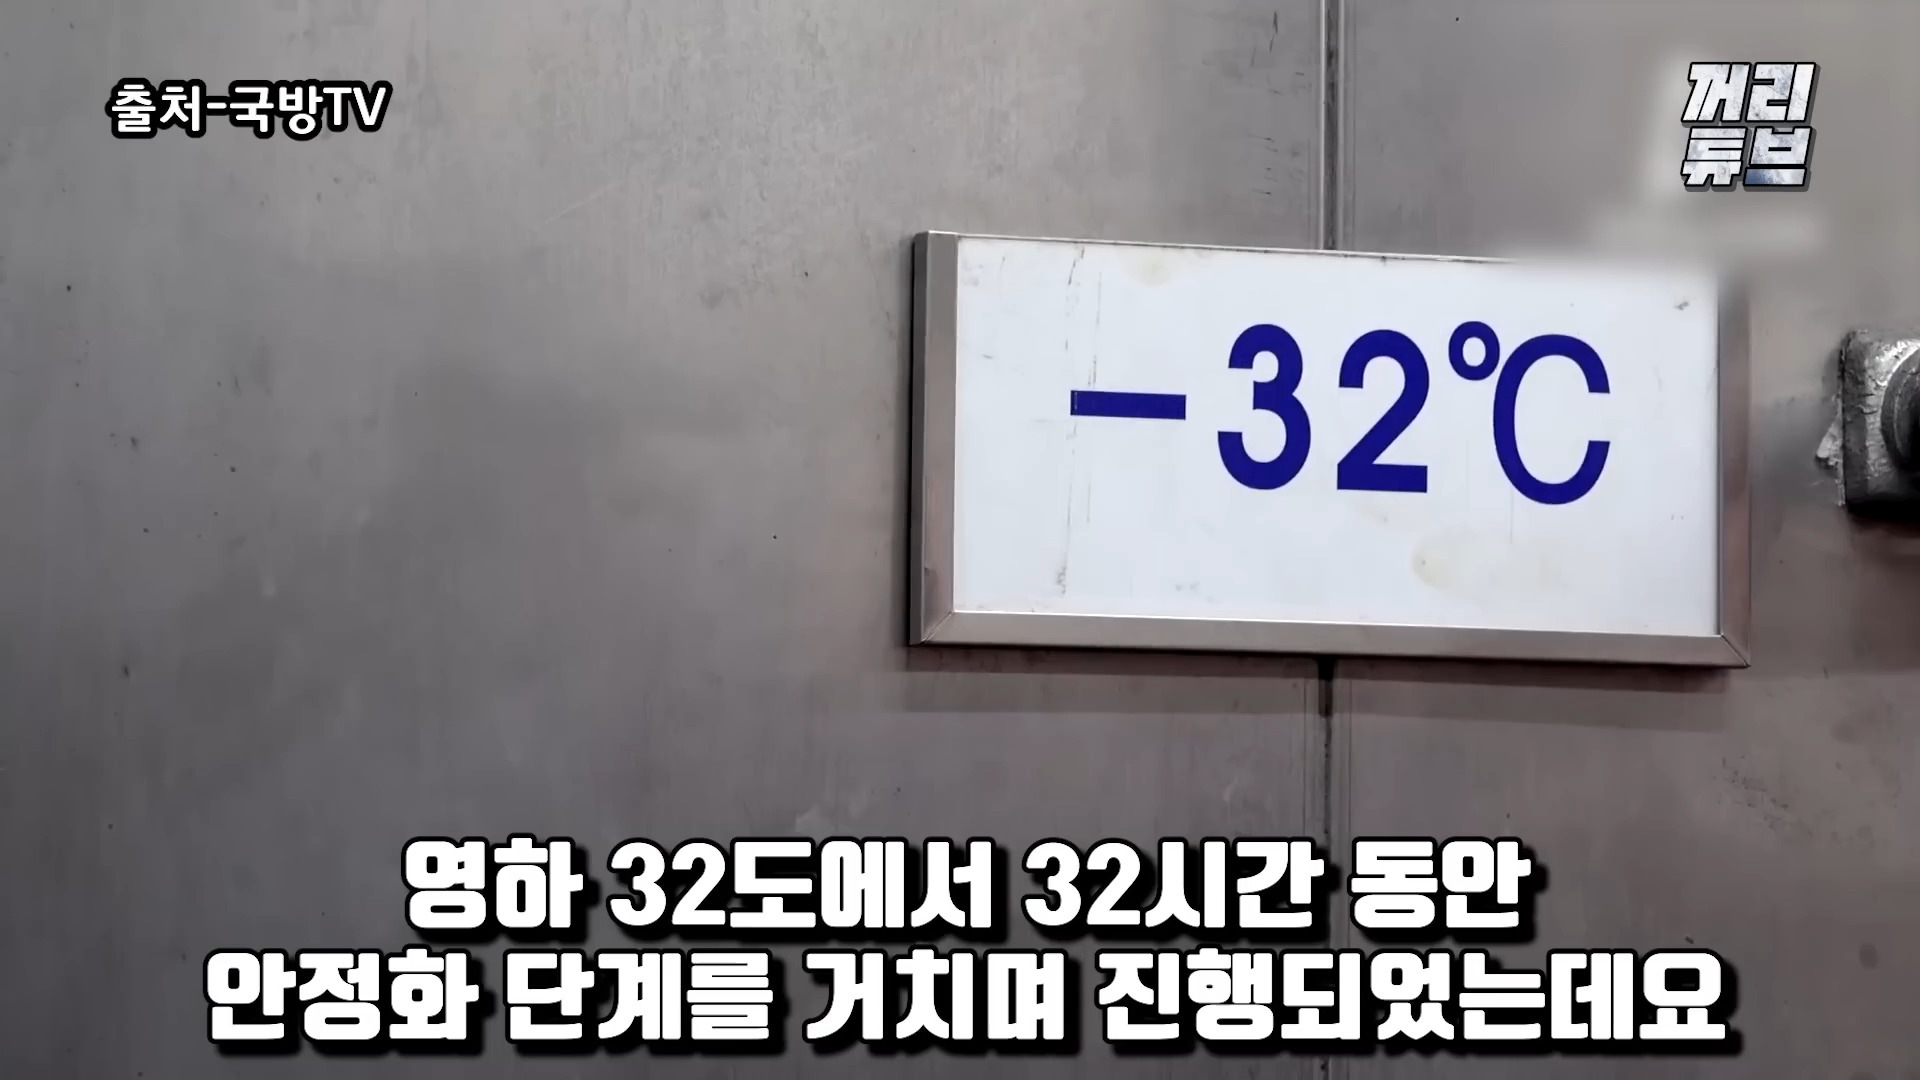 출처-국방TV
꺼리
튜브
-32℃
영하 32도에서 32시간 동안
안정화 단계를 거치며 진행되었는데요